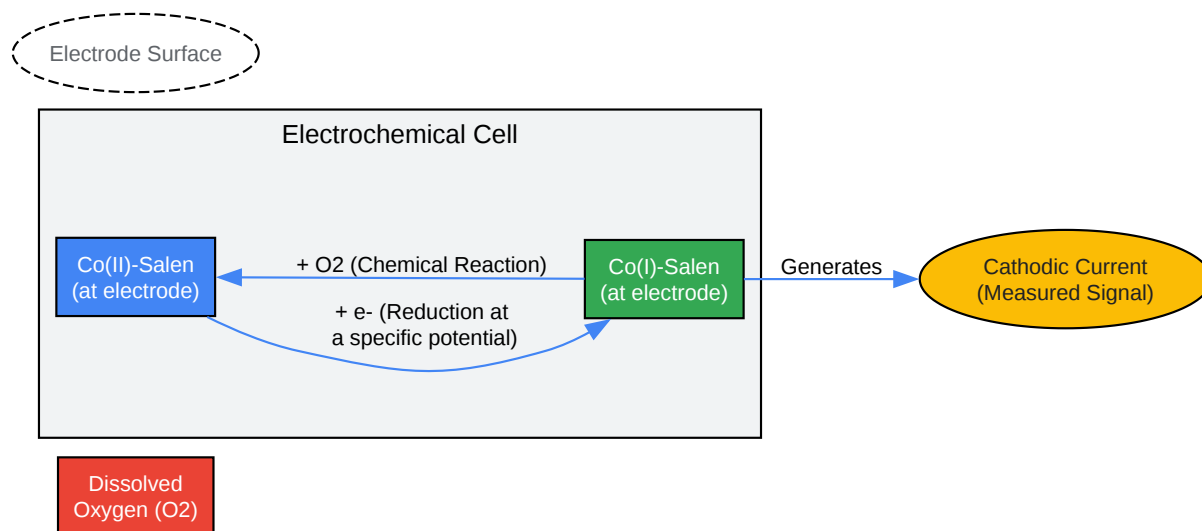 Electrode Surface
Electrochemical Cell
Co(II)-Salen
(at electrode)
+ O2 (Chemical Reaction)
+ e- (Reduction at
a specific potential)
Co(I)-Salen
(at electrode)
Generates
Cathodic Current
(Measured Signal)
Dissolved
Oxygen (O2)